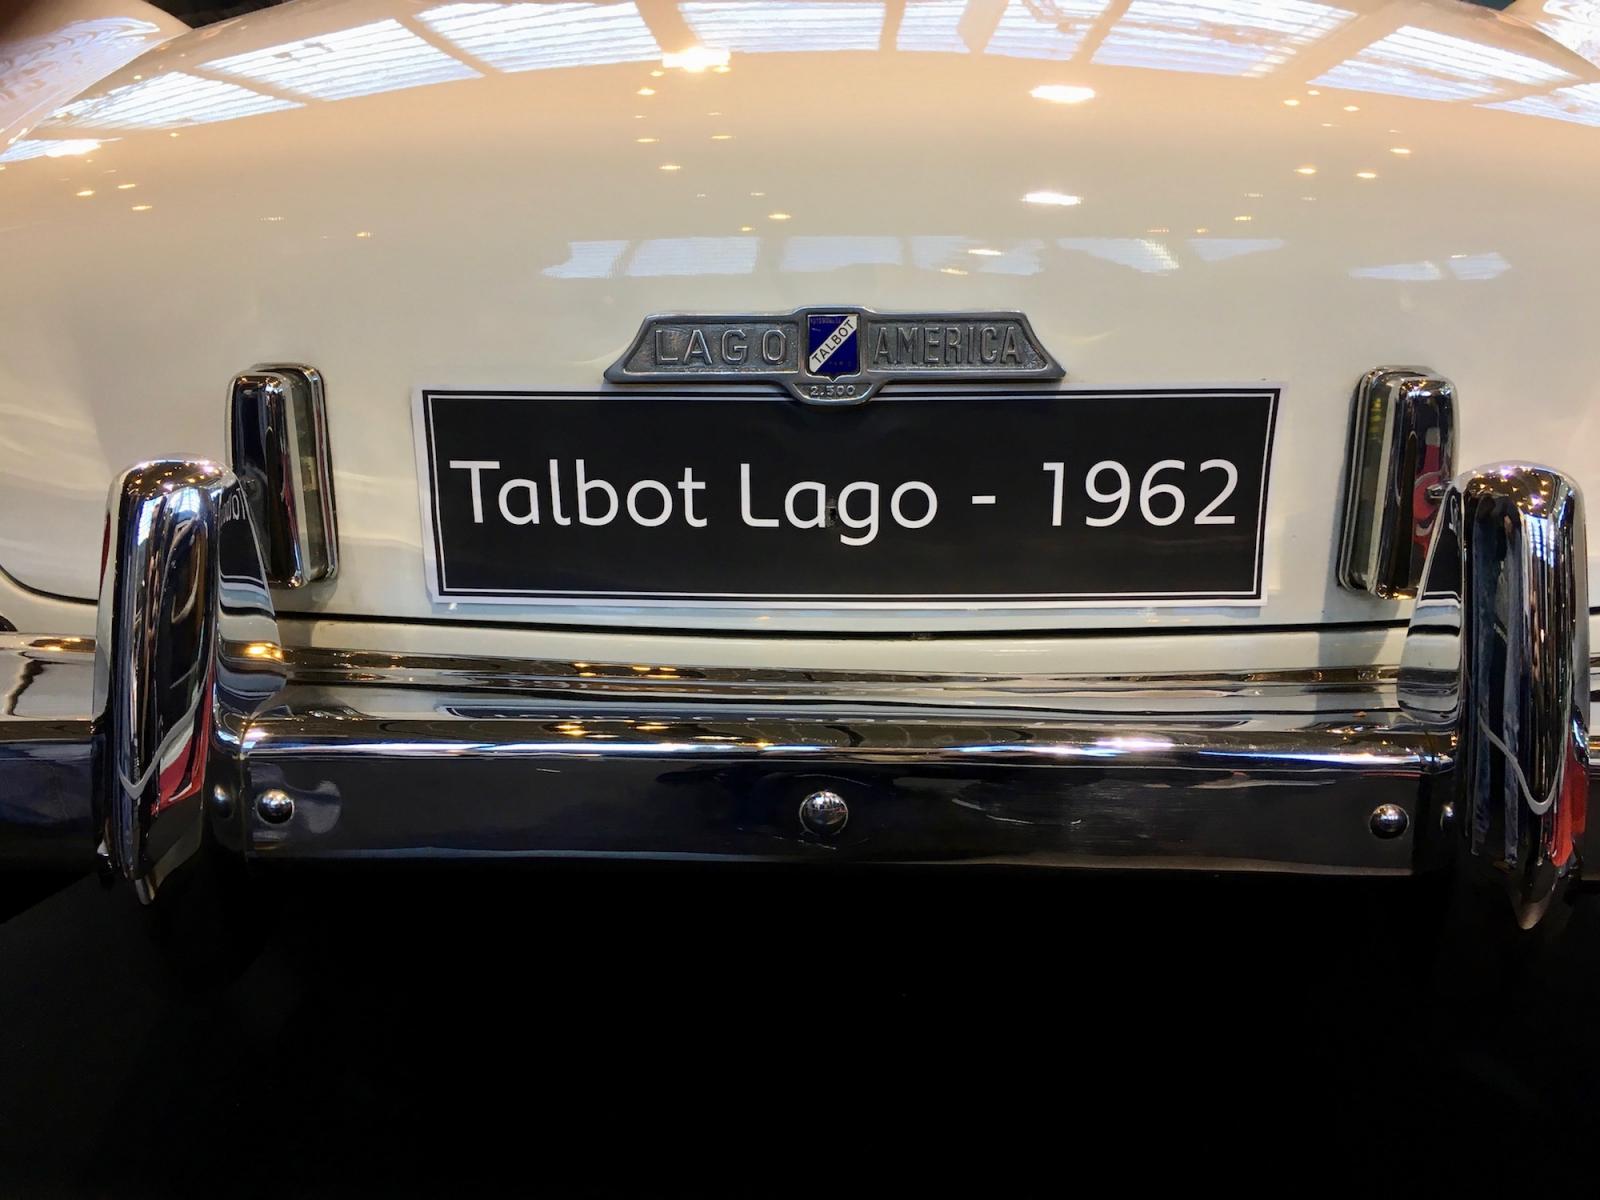 LAGO TALBOT AMERICA
2.500
Talbot Lago - 1962